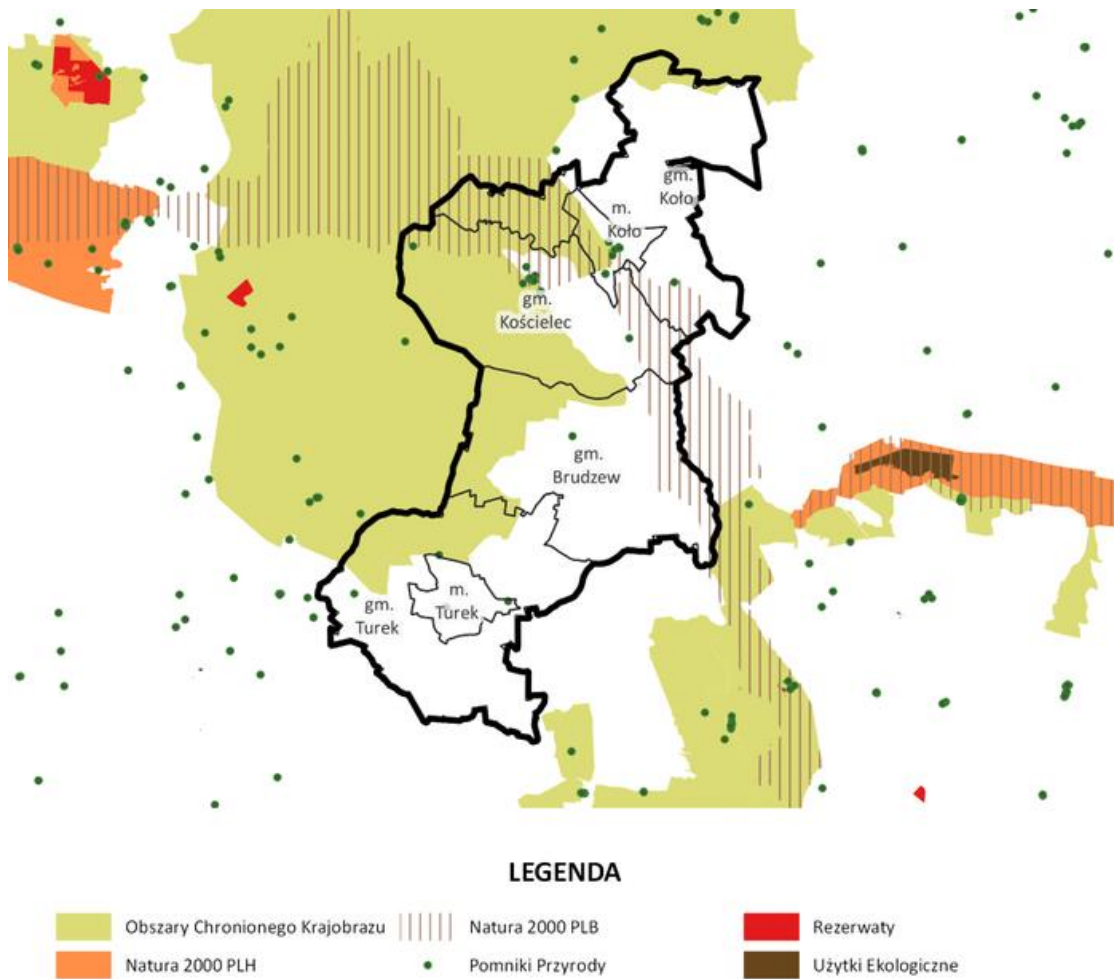 gm.
Koło
m.
Koło
gm.
Kościelec
gm.
Brudzew
m.
Turek
gm.
Turek
LEGENDA
Obszary Chronionego Krajobrazu
Natura 2000 PLB
Rezerwaty
Natura 2000 PLH
Pomniki Przyrody
Użytki Ekologiczne